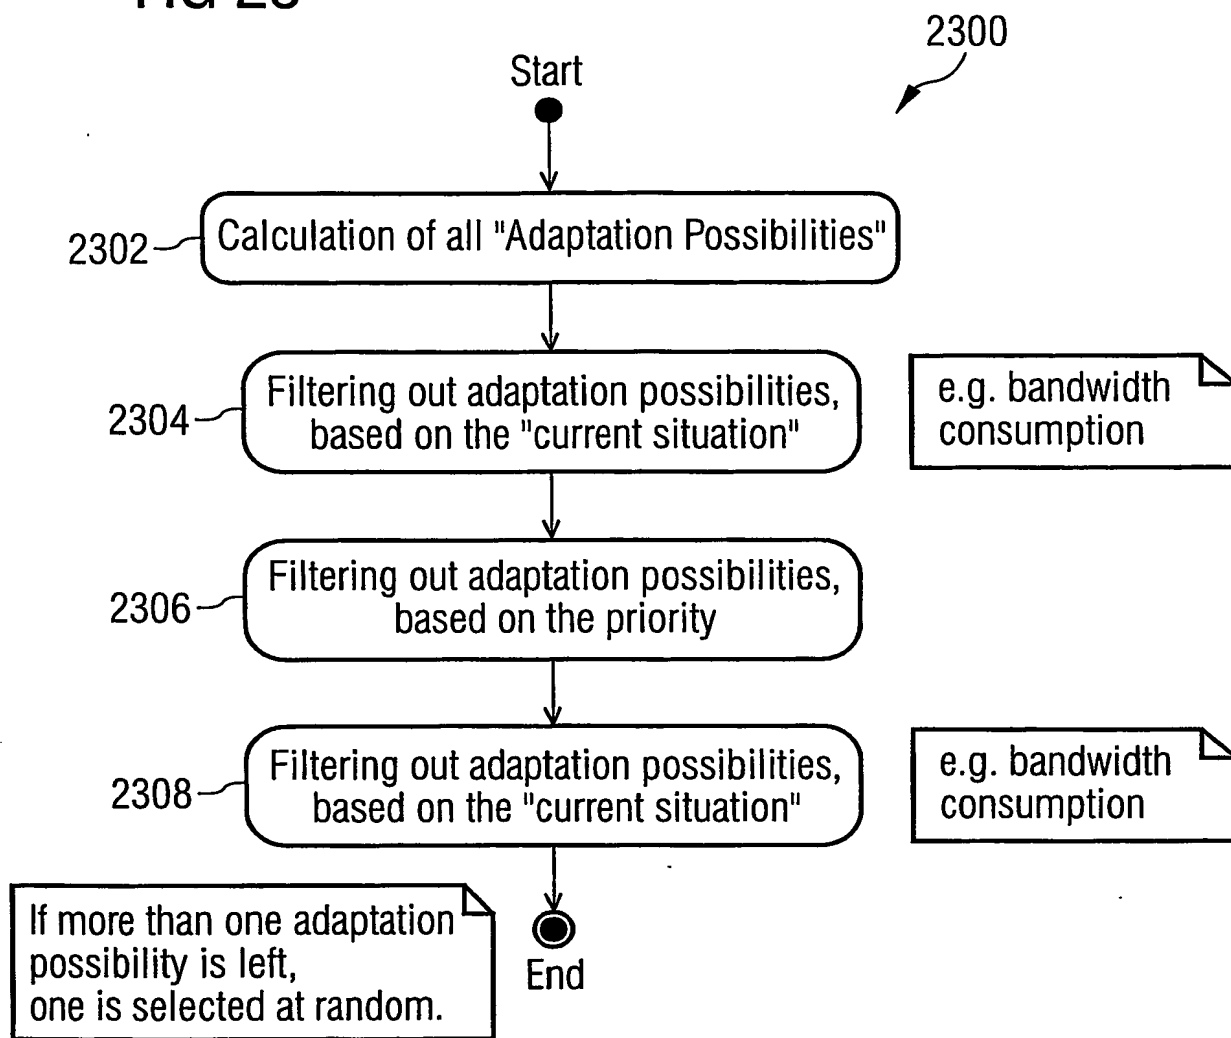 FIG 23
2300
Start
2302
Calculation of all "Adaptation Possibilities"
2304
Filtering out adaptation possibilities,
based on the "current situation"
e.g. bandwidth
consumption
2306
Filtering out adaptation possibilities,
based on the priority
2308
Filtering out adaptation possibilities,
based on the "current situation"
e.g. bandwidth
consumption
If more than one adaptation
possibility is left,
one is selected at random.
End